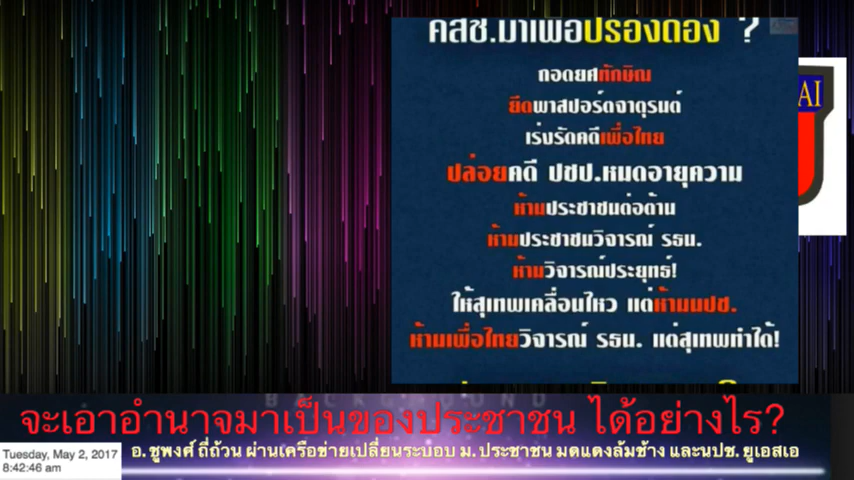 คสช.มาเพื่อปรองดอง ?
ถอดยศทักษิณ
ยึดพาสปอร์ตจาตุรนต์
เร่งรัดคดีเพื่อไทย
ปล่อยคดี ปชป.หมดอายุความ
ห้ามประชาชนต่อต้าน
ห้ามประชาชนวิจารณ์ รธน.
ห้ามวิจารณ์ประยุทธ์!
ให้สุเทพเคลื่อนไหว แต่ห้ามนปช.
ห้ามเพื่อไทยวิจารณ์ รธน. แต่สุเทพทำได้!
AI
BACKGROUND
จะเอาอำนาจมาเป็นของประชาชน ได้อย่างไร?
อ. ชูพงศ์ ถี่ถ้วน ผ่านเครือข่ายเปลี่ยนระบอบ ม. ประชาชน มดแดงล้มช้าง และนปช. ยูเอสเอ
Tuesday, May 2, 2017
8:42:46 am